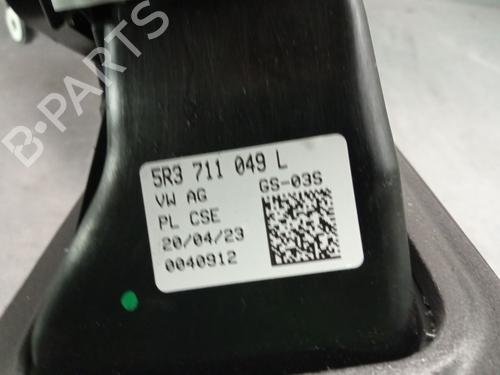 B-PARTS
5R3 711 049 L
VW AG GS-03S
PL CSE
20/04/23
0040912